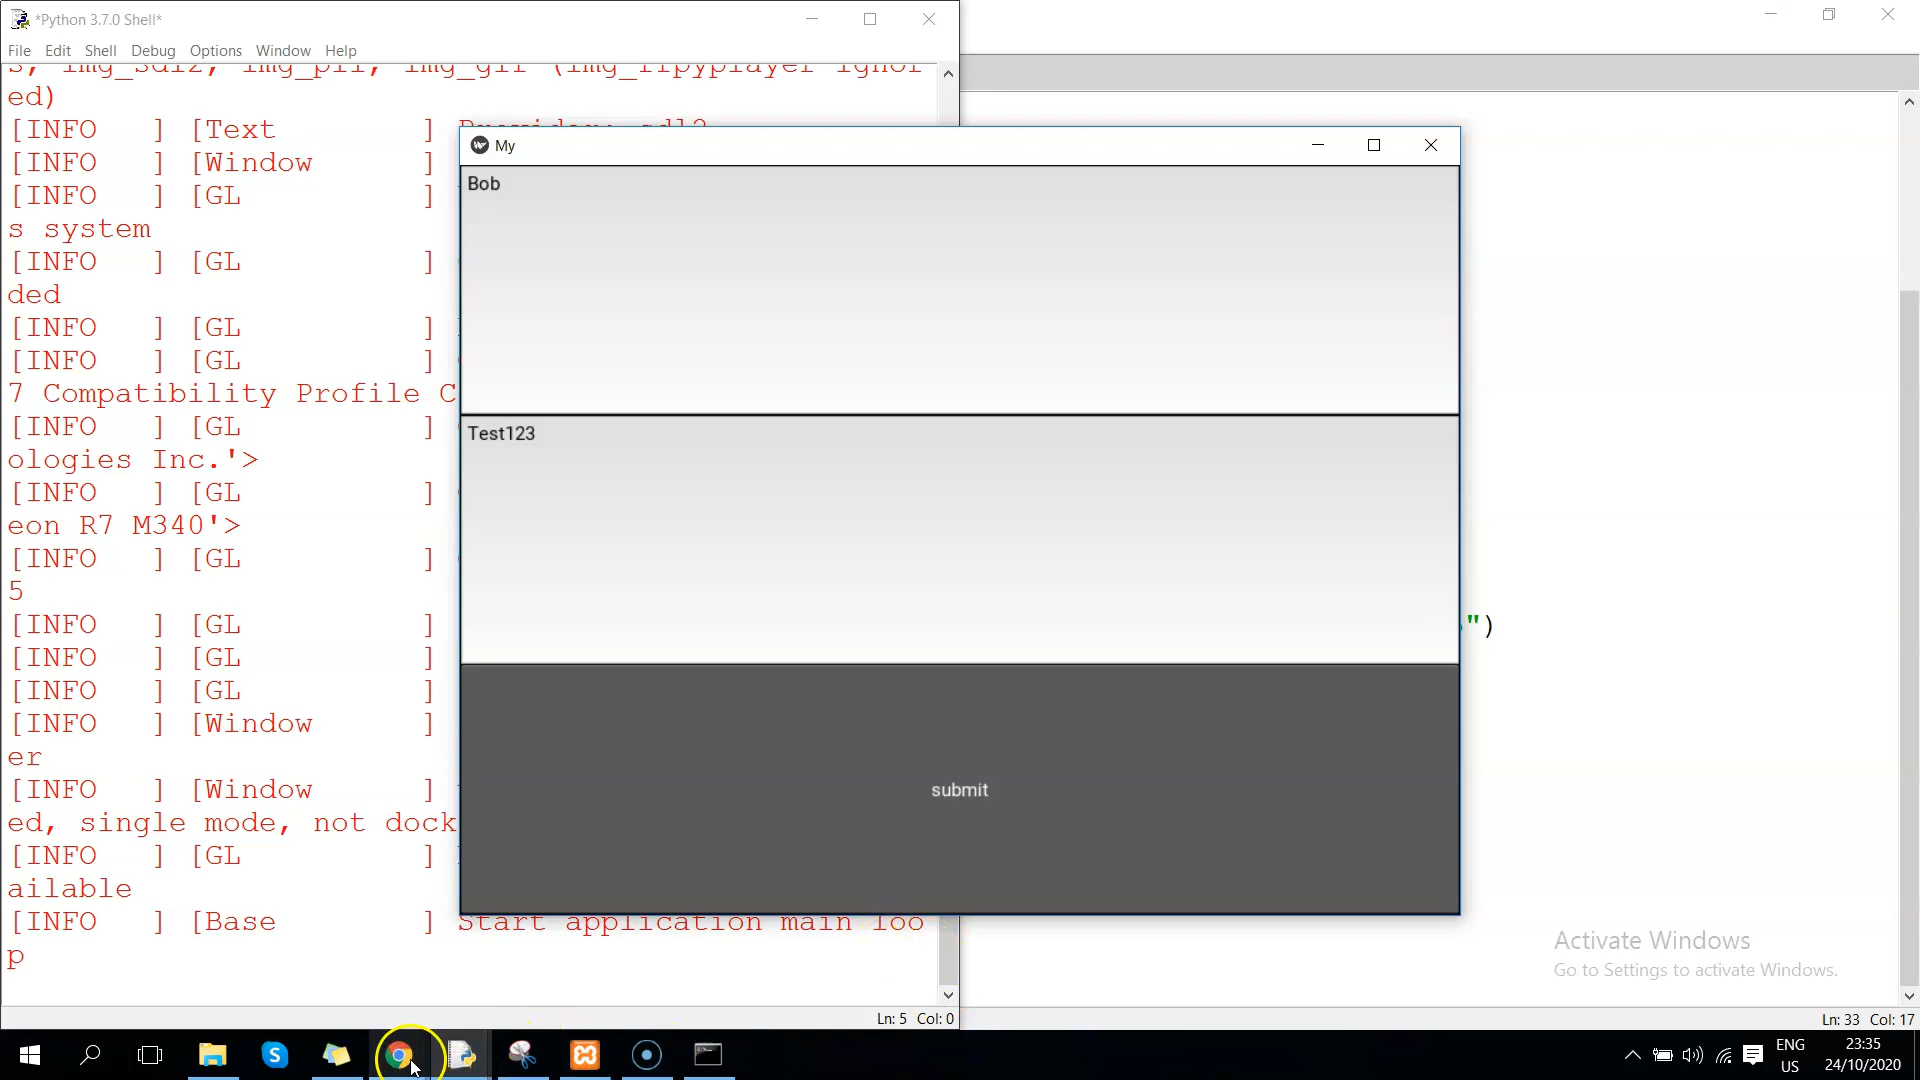 *Python 3.7.0 Shell*
File Edit Shell Debug Options Window Help
ed)
[INFO ] [Text ]
[INFO ] [Window ]
[INFO ] [GL ]
s system
[INFO ] [GL ]
ded
[INFO ] [GL ]
[INFO ] [GL ]
7 Compatibility Profile C
[INFO ] [GL ]
ologies Inc.'>
[INFO ] [GL ]
eon R7 M340'>
[INFO ] [GL ]
5
[INFO ] [GL ]
[INFO ] [GL ]
[INFO ] [GL ]
[INFO ] [Window ]
er
[INFO ] [Window ]
ed, single mode, not dock
[INFO ] [GL ]
ailable
[INFO ] [Base ] Start application main loo
p
Ln: 5 Col: 0
My
Bob
Test123
submit
")
Activate Windows
Go to Settings to activate Windows.
Ln: 33 Col: 17
ENG
US
23:35
24/10/2020